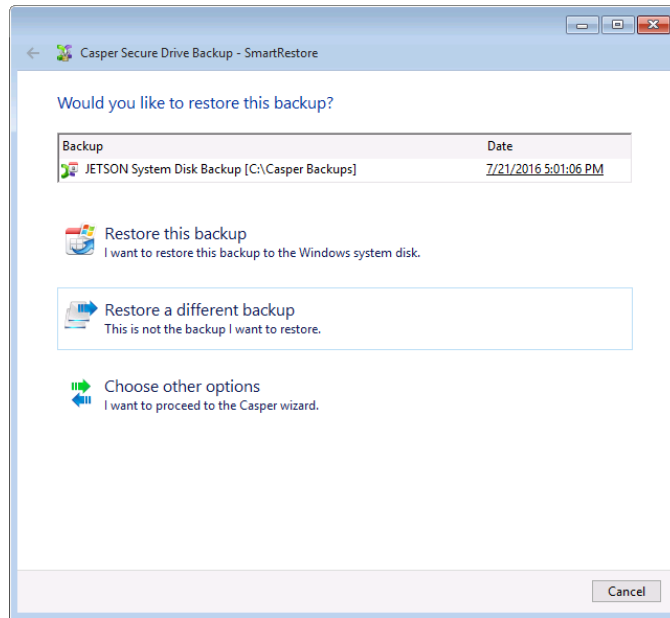 Casper Secure Drive Backup - SmartRestore
Would you like to restore this backup?
Backup Date
JETSON System Disk Backup [C:\Casper Backups] 7/21/2016 5:01:06 PM
Restore this backup
I want to restore this backup to the Windows system disk.
Restore a different backup
This is not the backup I want to restore.
Choose other options
I want to proceed to the Casper wizard.
Cancel